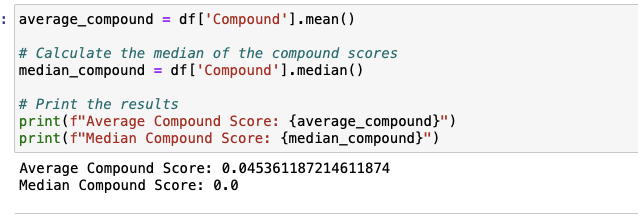 : average_compound = df['Compound'].mean()
# Calculate the median of the compound scores
median_compound = df['Compound'].median()
# Print the results
print(f"Average Compound Score: {average_compound}")
print(f"Median Compound Score: {median_compound}")
Average Compound Score: 0.045361187214611874
Median Compound Score: 0.0